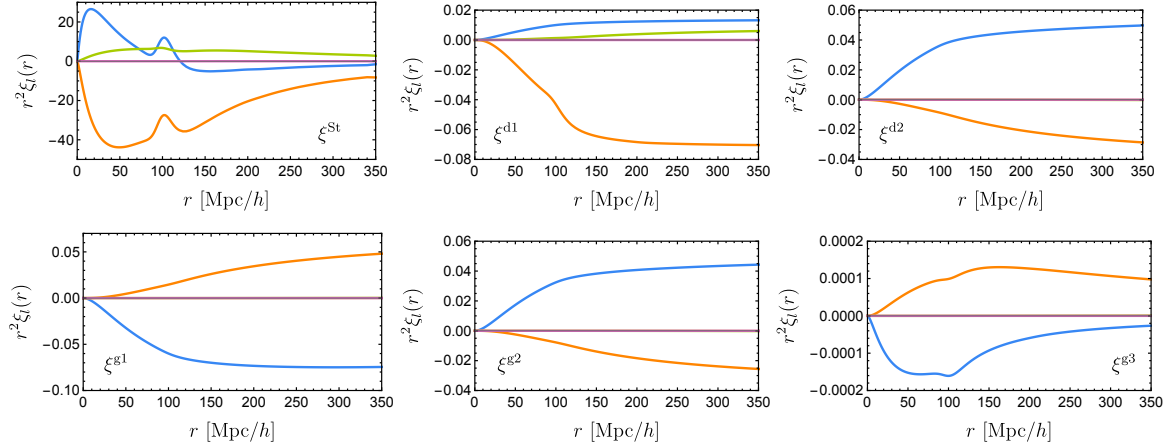 r²ξₗ(r)
20
0
−20
−40
ξ^St
0 50 100 150 200 250 300 350
r [Mpc/h]
r²ξₗ(r)
0.02
0.00
−0.02
−0.04
−0.06
−0.08
ξ^d1
0 50 100 150 200 250 300 350
r [Mpc/h]
r²ξₗ(r)
0.06
0.04
0.02
0.00
−0.02
−0.04
ξ^d2
0 50 100 150 200 250 300 350
r [Mpc/h]
r²ξₗ(r)
0.05
0.00
−0.05
−0.10
ξ^g1
0 50 100 150 200 250 300 350
r [Mpc/h]
r²ξₗ(r)
0.06
0.04
0.02
0.00
−0.02
−0.04
ξ^g2
0 50 100 150 200 250 300 350
r [Mpc/h]
r²ξₗ(r)
0.0002
0.0001
0.0000
−0.0001
−0.0002
ξ^g3
0 50 100 150 200 250 300 350
r [Mpc/h]